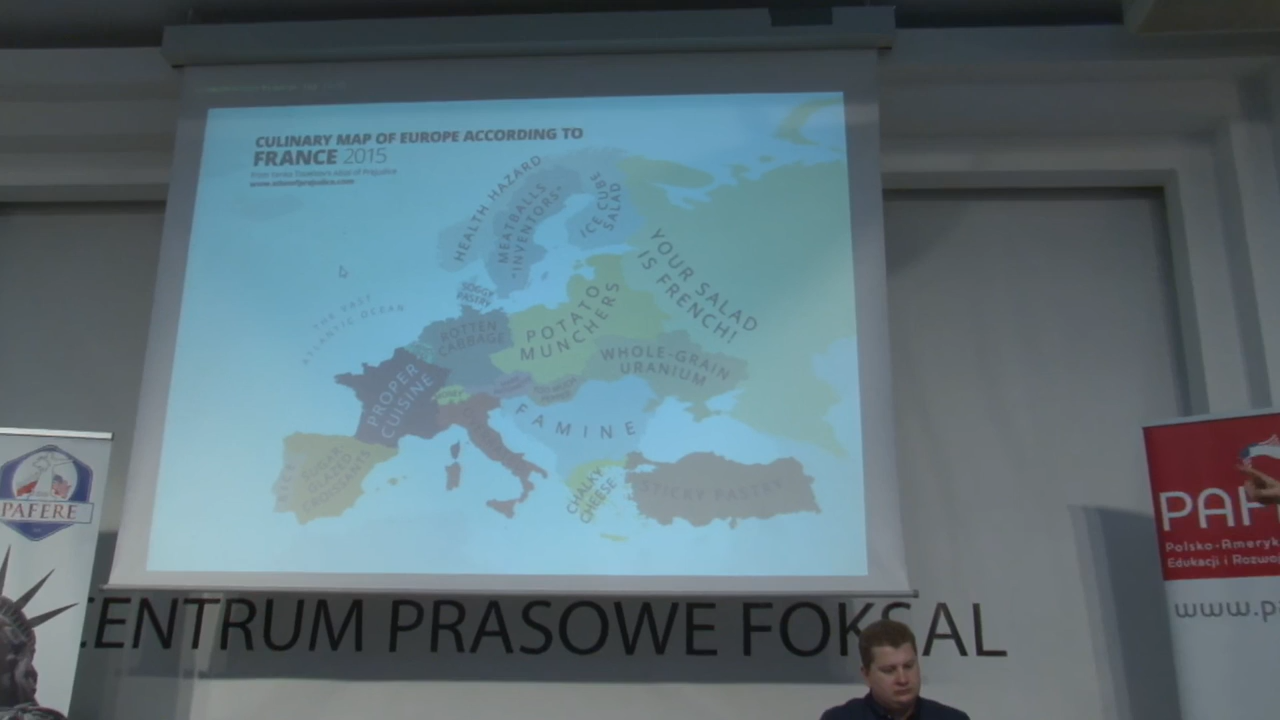 CULINARY MAP OF EUROPE ACCORDING TO
FRANCE 2015
HEALTH HAZARD
MEATBALLS
"INVENTORS"
ICE CUBE
SALAD
YOUR SALAD
IS FRENCH!
SOGGY
PASTRY
THE VAST
ATLANTIC OCEAN
ROTTEN
CABBAGE
POTATO
MUNCHERS
WHOLE-GRAIN
URANIUM
PROPER
CUISINE
FAMINE
SUGAR
GLAZED
CHALKY
CHEESE
STICKY PASTRY
PAFERE
CENTRUM PRASOWE FOKSAL
PAF
Polsko-Ameryk
Edukacji i Rozwo
www.p